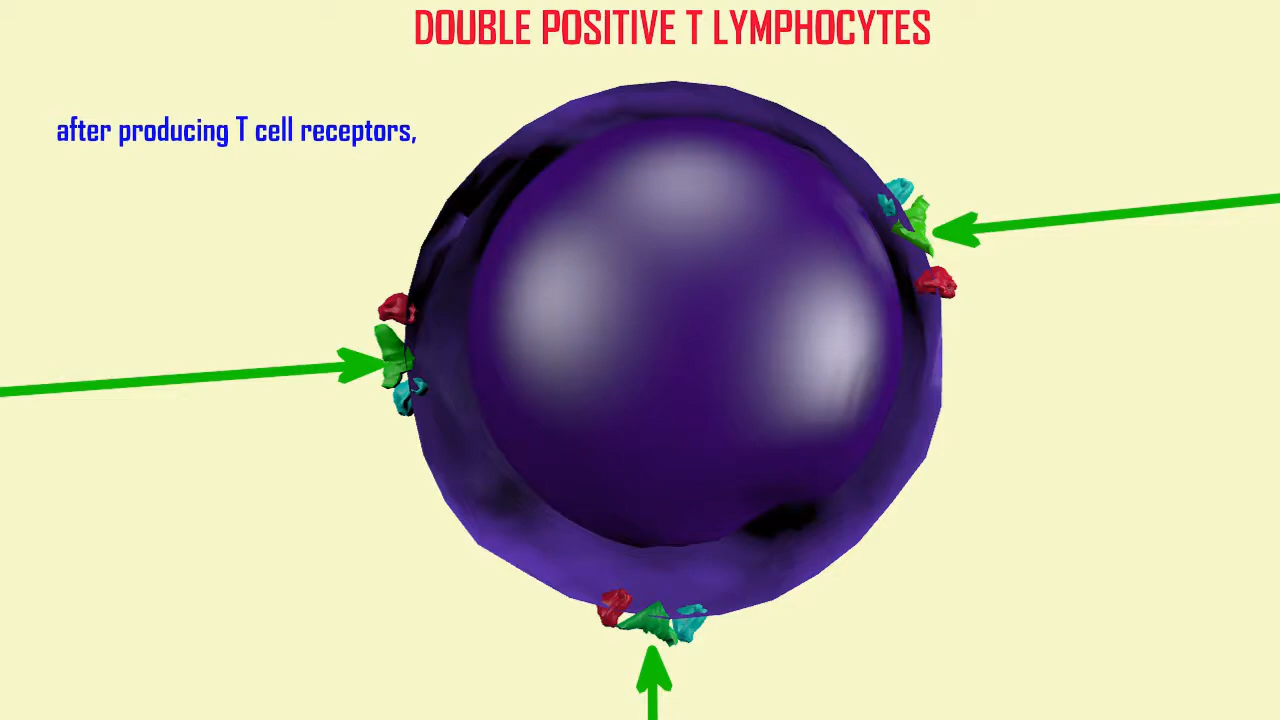 DOUBLE POSITIVE T LYMPHOCYTES
after producing T cell receptors,